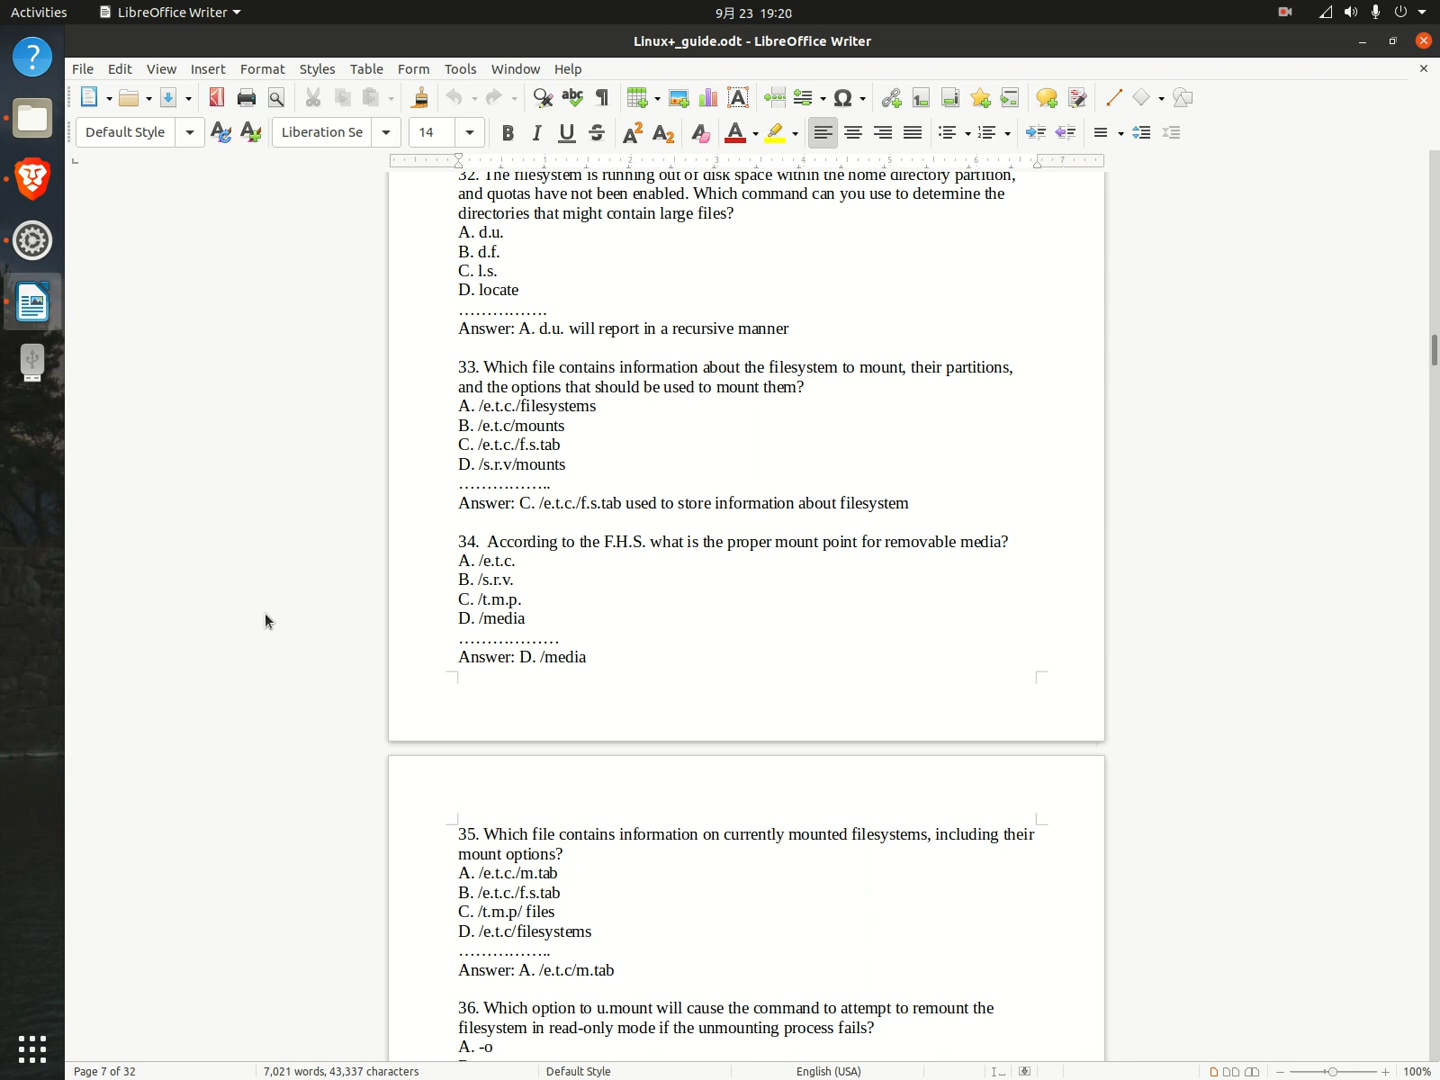 Activities
LibreOffice Writer
9月 23 19:20
Linux+_guide.odt - LibreOffice Writer
File Edit View Insert Format Styles Table Form Tools Window Help
Default Style
Liberation Se
14
32. The filesystem is running out of disk space within the home directory partition,
and quotas have not been enabled. Which command can you use to determine the
directories that might contain large files?
A. d.u.
B. d.f.
C. l.s.
D. locate
…………….
Answer: A. d.u. will report in a recursive manner
33. Which file contains information about the filesystem to mount, their partitions,
and the options that should be used to mount them?
A. /e.t.c./filesystems
B. /e.t.c/mounts
C. /e.t.c./f.s.tab
D. /s.r.v/mounts
……………..
Answer: C. /e.t.c./f.s.tab used to store information about filesystem
34.  According to the F.H.S. what is the proper mount point for removable media?
A. /e.t.c.
B. /s.r.v.
C. /t.m.p.
D. /media
………………
Answer: D. /media
35. Which file contains information on currently mounted filesystems, including their
mount options?
A. /e.t.c./m.tab
B. /e.t.c./f.s.tab
C. /t.m.p/ files
D. /e.t.c/filesystems
……………..
Answer: A. /e.t.c/m.tab
36. Which option to u.mount will cause the command to attempt to remount the
filesystem in read-only mode if the unmounting process fails?
A. -o
Page 7 of 32
7,021 words, 43,337 characters
Default Style
English (USA)
100%